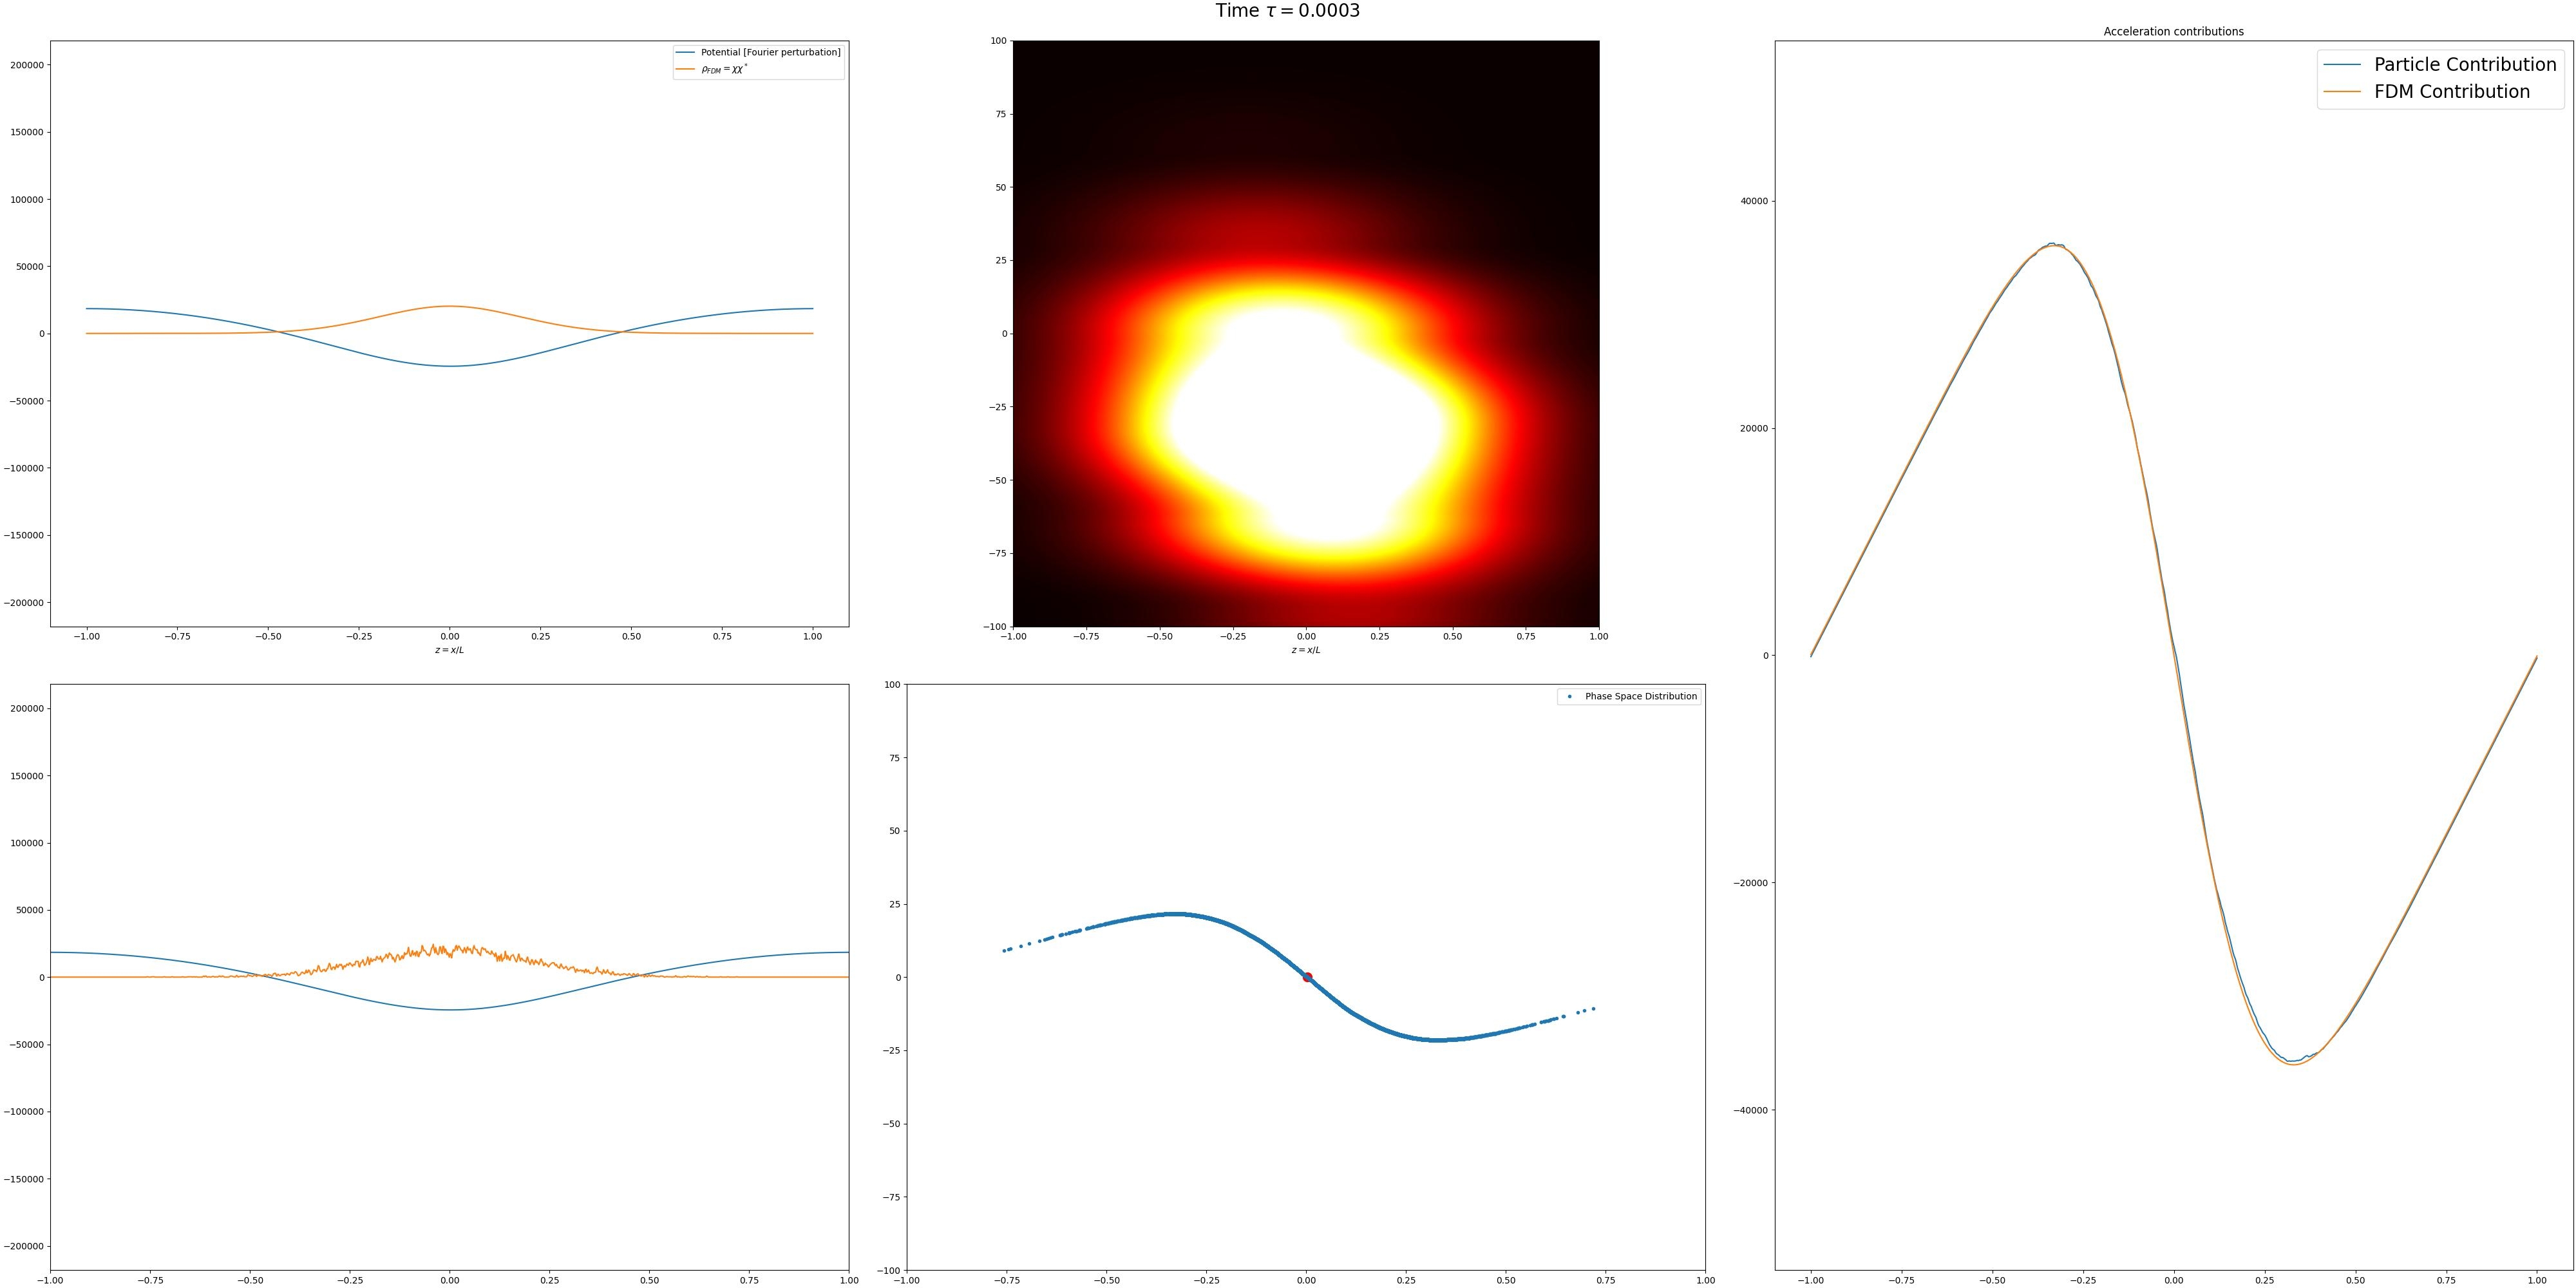 Time τ = 0.0003
Potential [Fourier perturbation]
ρ_FDM = χχ*
200000
150000
100000
50000
0
−50000
−100000
−150000
−200000
−1.00 −0.75 −0.50 −0.25 0.00 0.25 0.50 0.75 1.00
z = x/L
100
75
50
25
0
−25
−50
−75
−100
−1.00 −0.75 −0.50 −0.25 0.00 0.25 0.50 0.75 1.00
z = x/L
Acceleration contributions
Particle Contribution
FDM Contribution
40000
20000
0
−20000
−40000
−1.00 −0.75 −0.50 −0.25 0.00 0.25 0.50 0.75 1.00
200000
150000
100000
50000
0
−50000
−100000
−150000
−200000
−1.00 −0.75 −0.50 −0.25 0.00 0.25 0.50 0.75 1.00
Phase Space Distribution
100
75
50
25
0
−25
−50
−75
−100
−1.00 −0.75 −0.50 −0.25 0.00 0.25 0.50 0.75 1.00